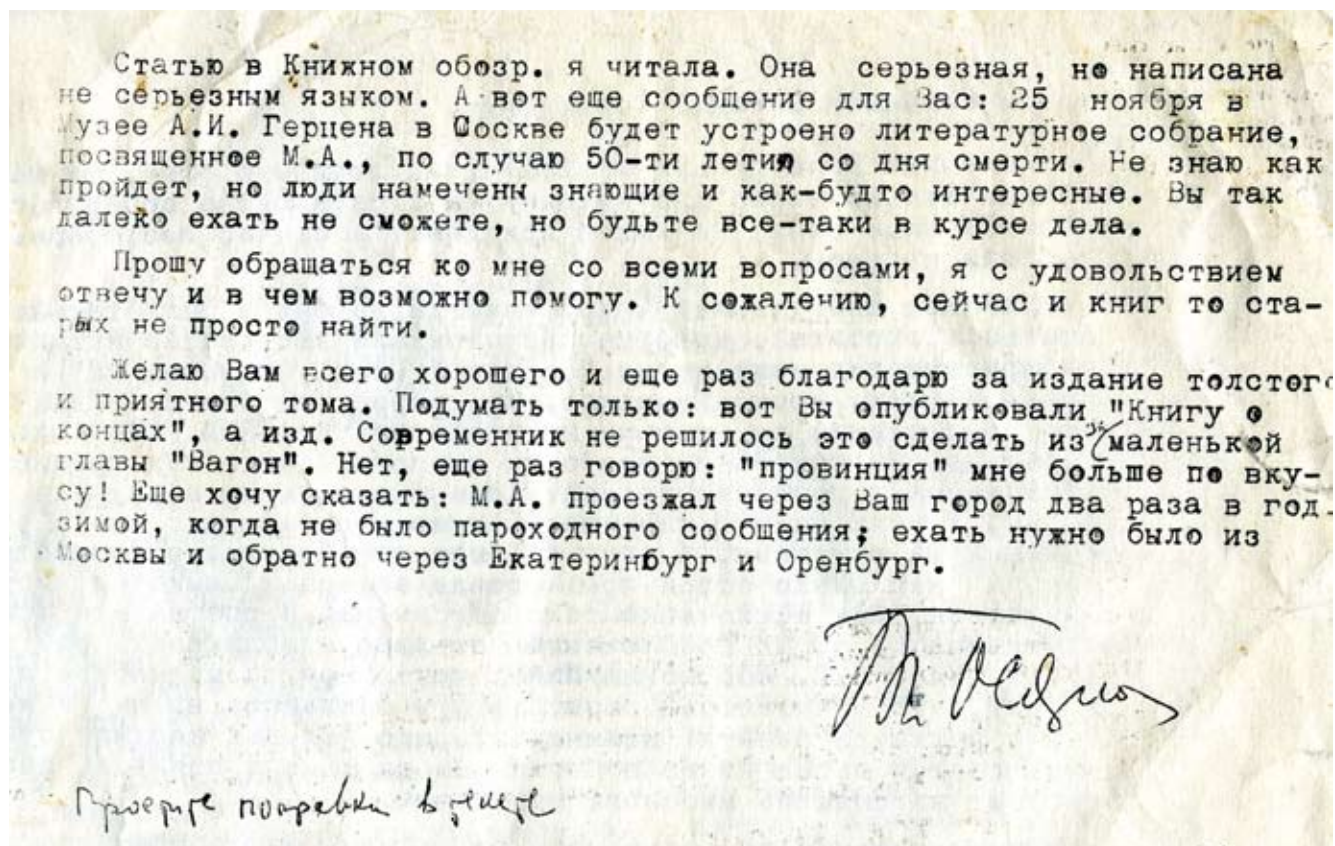 Статью в Книжном обозр. я читала. Она серьезная, но написана
не серьезным языком. А вот еще сообщение для Вас: 25 ноября в
Музее А.И. Герцена в Москве будет устроено литературное собрание,
посвященное М.А., по случаю 50-ти летия со дня смерти. Не знаю как
пройдет, но люди намечены знающие и как-будто интересные. Вы так
далеко ехать не сможете, но будьте все-таки в курсе дела.
Прошу обращаться ко мне со всеми вопросами, я с удовольствием
отвечу и в чем возможно помогу. К сожалению, сейчас и книг то ста-
рых не просто найти.
Желаю Вам всего хорошего и еще раз благодарю за издание толстого
и приятного тома. Подумать только: вот Вы опубликовали "Книгу о
концах", а изд. Современник не решилось это сделать из за маленькой
главы "Вагон". Нет, еще раз говорю: "провинция" мне больше по вку-
су! Еще хочу сказать: М.А. проезжал через Ваш город два раза в год-
зимой, когда не было пароходного сообщения; ехать нужно было из
Москвы и обратно через Екатеринбург и Оренбург.
поправки в тексте